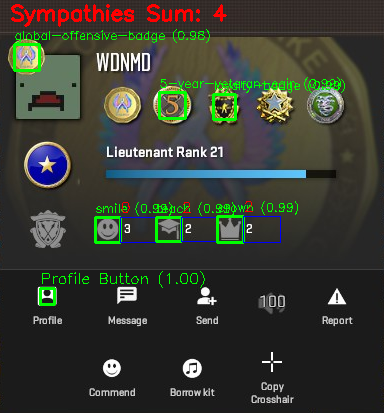 Sympathies Sum: 4
global-offensive-badge (0.98)
WDNMD
5-year-veteran-coin (0.99)
5
Lieutenant Rank 21
smile (0.99)
teach (0.99)
crown (0.99)
3
2
2
Profile Button (1.00)
100
Profile
Message
Send
Report
Commend
Borrow kit
Copy
Crosshair